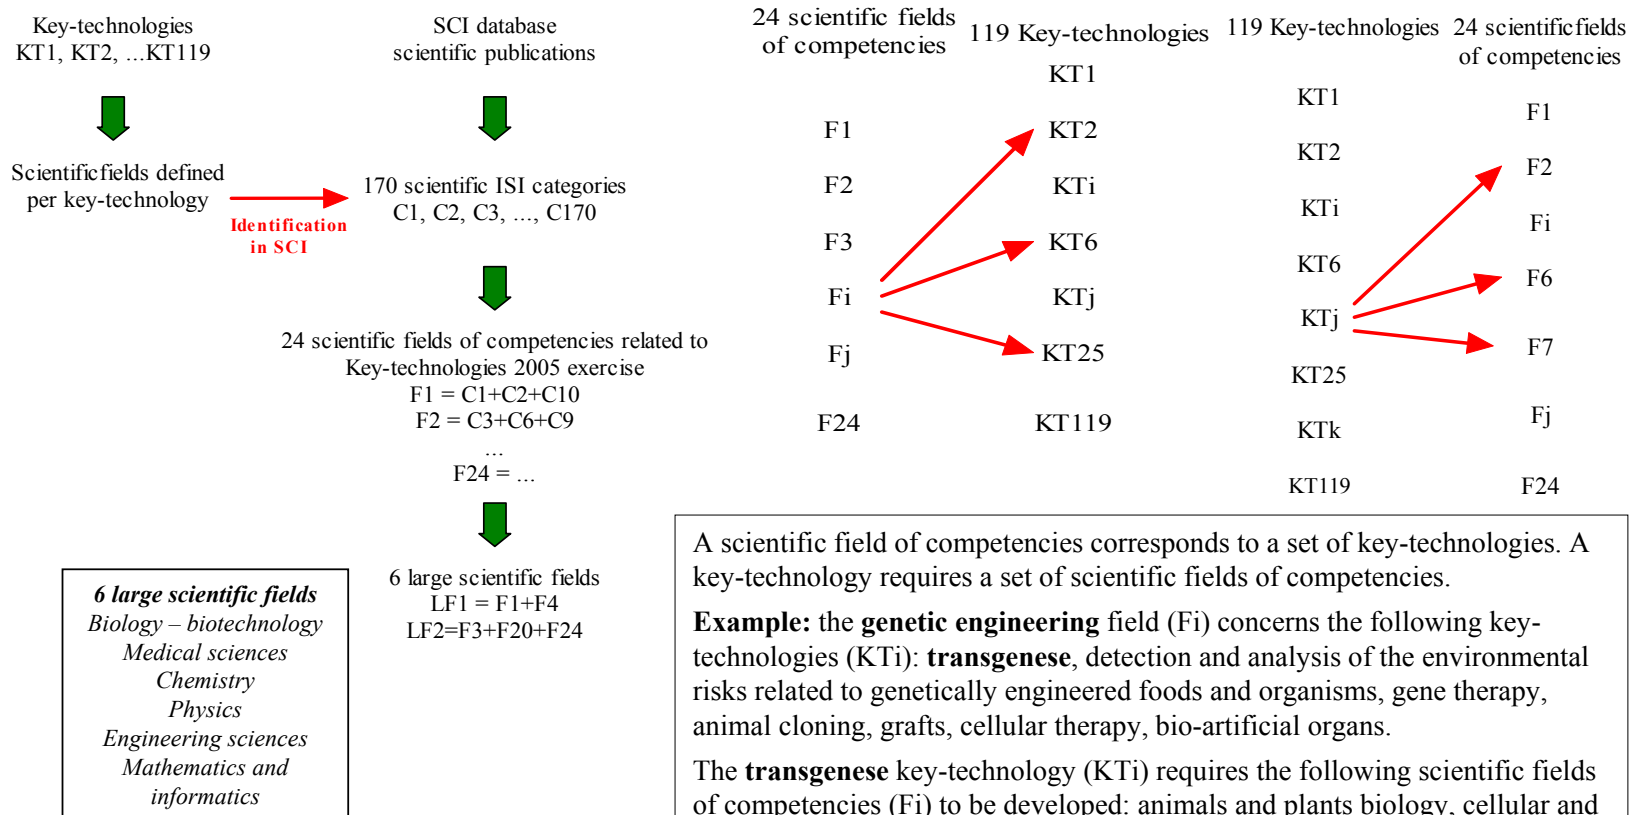 Key-technologies
KT1, KT2, ...KT119
Scientificfields defined
per key-technology
Identification
in SCI
SCI database
scientific publications
170 scientific ISI categories
C1, C2, C3, ..., C170
24 scientific fields of competencies related to
Key-technologies 2005 exercise
F1 = C1+C2+C10
F2 = C3+C6+C9
...
F24 = ...
6 large scientific fields
LF1 = F1+F4
LF2=F3+F20+F24
6 large scientific fields
Biology – biotechnology
Medical sciences
Chemistry
Physics
Engineering sciences
Mathematics and
informatics
24 scientific fields
of competencies
F1
F2
F3
Fi
Fj
F24
119 Key-technologies
KT1
KT2
KTi
KT6
KTj
KT25
KT119
119 Key-technologies
KT1
KT2
KTi
KT6
KTj
KT25
KTk
KT119
24 scientificfields
of competencies
F1
F2
Fi
F6
F7
Fj
F24
A scientific field of competencies corresponds to a set of key-technologies. A
key-technology requires a set of scientific fields of competencies.
Example: the genetic engineering field (Fi) concerns the following key-
technologies (KTi): transgenese, detection and analysis of the environmental
risks related to genetically engineered foods and organisms, gene therapy,
animal cloning, grafts, cellular therapy, bio-artificial organs.
The transgenese key-technology (KTi) requires the following scientific fields
of competencies (Fi) to be developed: animals and plants biology, cellular and